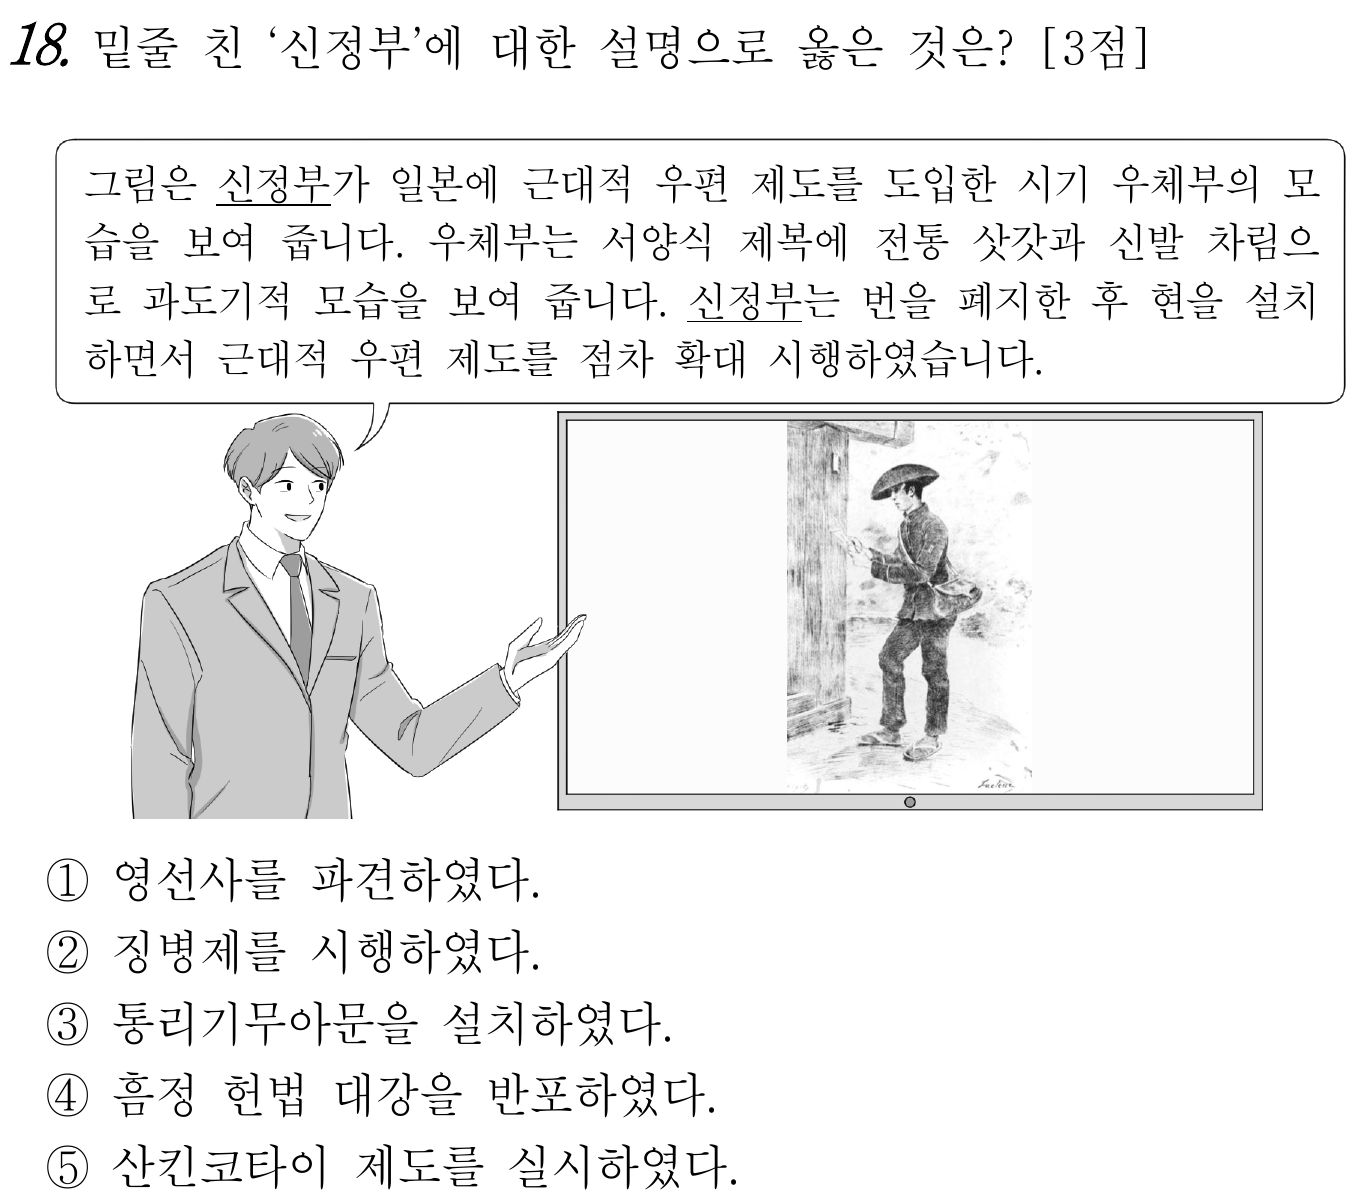 18. 밑줄 친 ‘신정부’에 대한 설명으로 옳은 것은? [3점]
그림은 신정부가 일본에 근대적 우편 제도를 도입한 시기 우체부의 모
습을 보여 줍니다. 우체부는 서양식 제복에 전통 삿갓과 신발 차림으
로 과도기적 모습을 보여 줍니다. 신정부는 번을 폐지한 후 현을 설치
하면서 근대적 우편 제도를 점차 확대 시행하였습니다.
① 영선사를 파견하였다.
② 징병제를 시행하였다.
③ 통리기무아문을 설치하였다.
④ 흠정 헌법 대강을 반포하였다.
⑤ 산킨코타이 제도를 실시하였다.